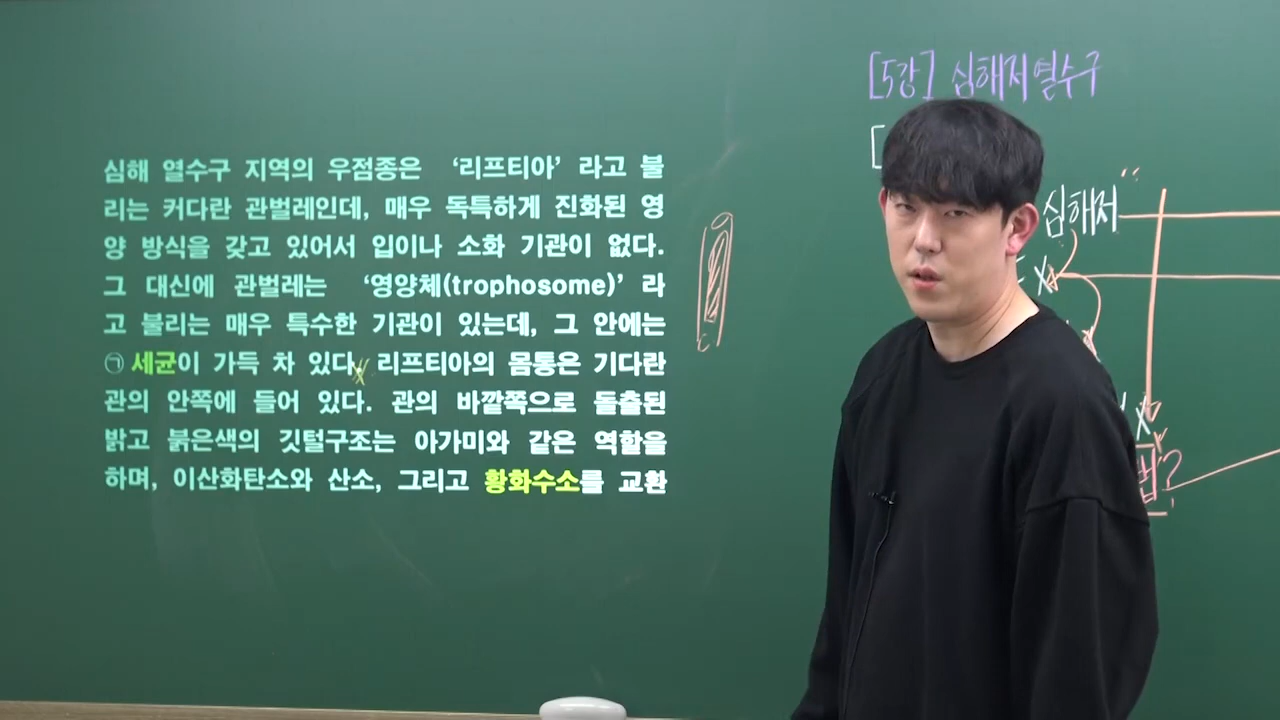 심해 열수구 지역의 우점종은 ‘리프티아’ 라고 불
리는 커다란 관벌레인데, 매우 독특하게 진화된 영
양 방식을 갖고 있어서 입이나 소화 기관이 없다.
그 대신에 관벌레는 ‘영양체(trophosome)’ 라
고 불리는 매우 특수한 기관이 있는데, 그 안에는
㉠ 세균이 가득 차 있다. 리프티아의 몸통은 기다란
관의 안쪽에 들어 있다. 관의 바깥쪽으로 돌출된
밝고 붉은색의 깃털구조는 아가미와 같은 역할을
하며, 이산화탄소와 산소, 그리고 황화수소를 교환
[5강] 심해저열수구
심해저
X
X
법?